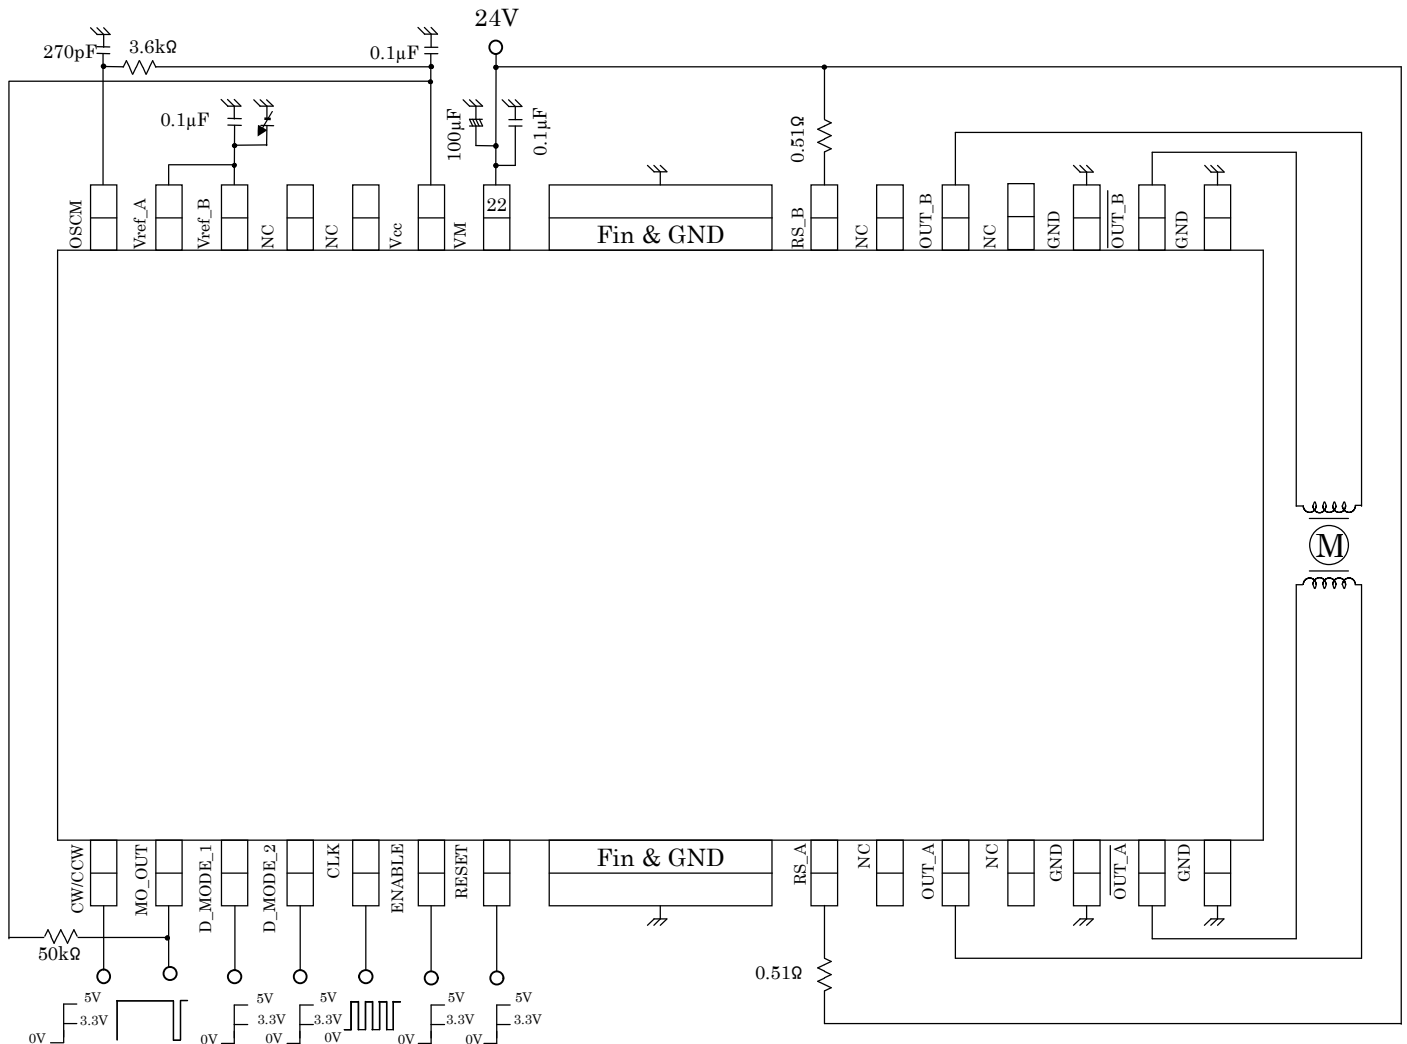 24V
270pF
3.6kΩ
0.1μF
0.1μF
100μF
0.1μF
0.51Ω
OSCM
Vref_A
Vref_B
NC
NC
Vcc
VM
22
Fin & GND
RS_B
NC
OUT_B
NC
GND
OUT_B
GND
M
CW/CCW
MO_OUT
D_MODE_1
D_MODE_2
CLK
ENABLE
RESET
Fin & GND
RS_A
NC
OUT_A
NC
GND
OUT_A
GND
50kΩ
0.51Ω
5V
3.3V
0V
5V
3.3V
0V
5V
3.3V
0V
0V
5V
3.3V
0V
5V
3.3V
0V